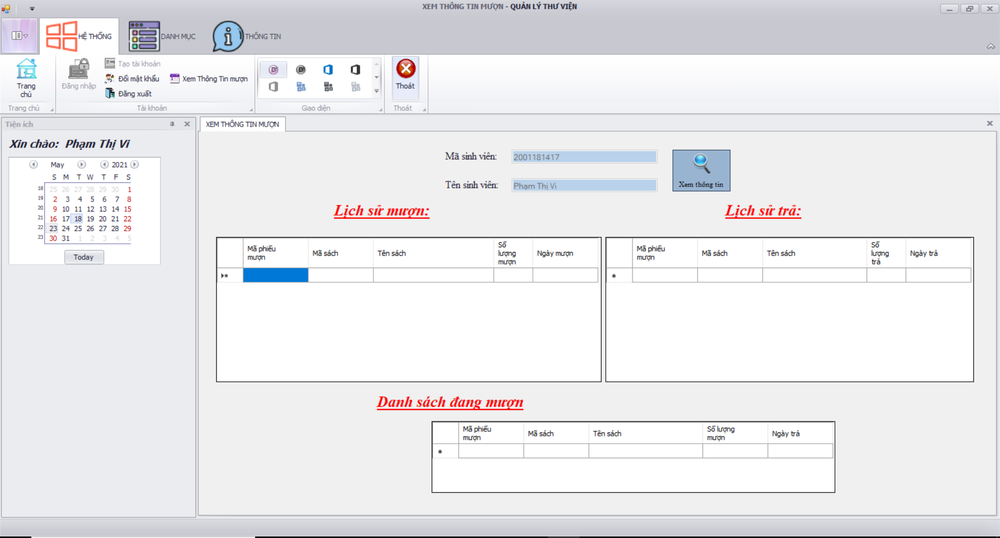 XEM THÔNG TIN MƯỢN - QUẢN LÝ THƯ VIỆN
HỆ THỐNG
DANH MỤC
THÔNG TIN
Trang chủ
Đăng nhập
Tạo tài khoản
Đổi mật khẩu
Xem Thông Tin mượn
Đăng xuất
Thoát
Trang chủ
Tài khoản
Giao diện
Thoát
Tiện ích
Xin chào: Phạm Thị Vi
May 2021
S M T W T F S
18 25 26 27 28 29 30 1
19 2 3 4 5 6 7 8
20 9 10 11 12 13 14 15
21 16 17 18 19 20 21 22
22 23 24 25 26 27 28 29
23 30 31 1 2 3 4 5
Today
XEM THÔNG TIN MƯỢN
Mã sinh viên: 2001181417
Tên sinh viên: Phạm Thị Vi
Xem thông tin
Lịch sử mượn:
Mã phiếu mượn Mã sách Tên sách Số lượng mượn Ngày mượn
Lịch sử trả:
Mã phiếu mượn Mã sách Tên sách Số lượng trả Ngày trả
Danh sách đang mượn
Mã phiếu mượn Mã sách Tên sách Số lượng mượn Ngày trả